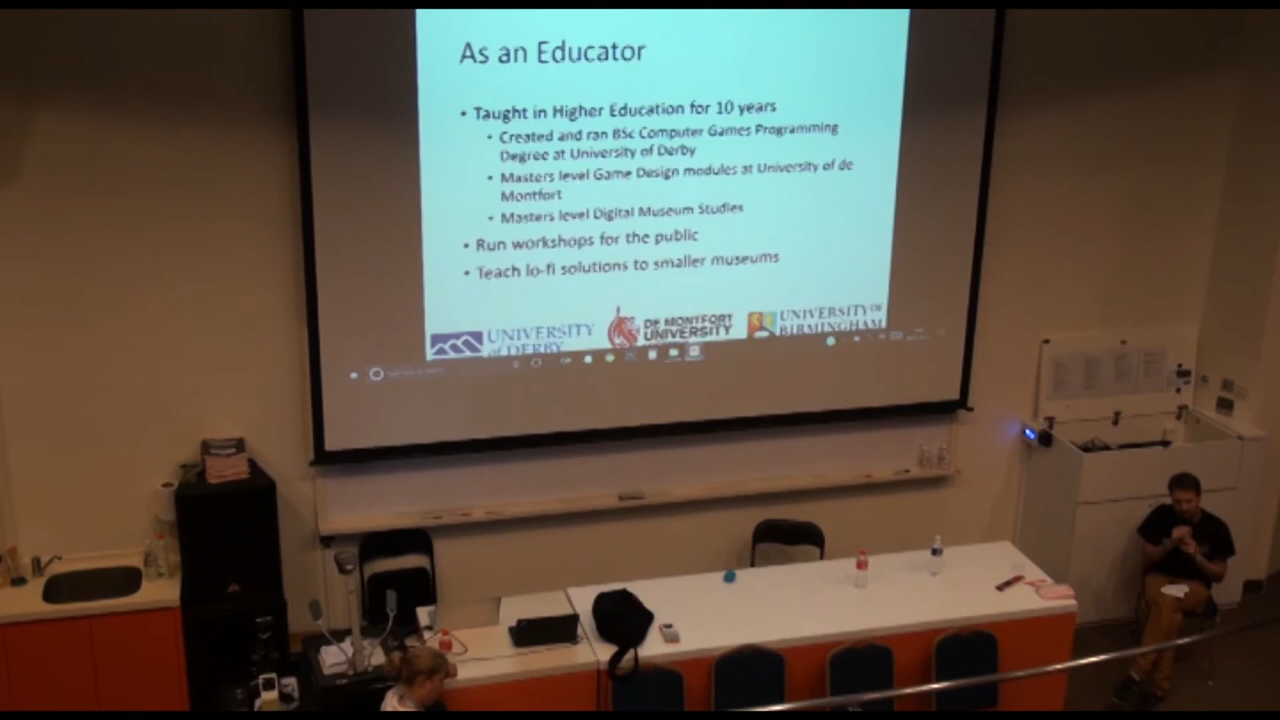 As an Educator
• Taught in Higher Education for 10 years
• Created and ran BSc Computer Games Programming
Degree at University of Derby
• Masters level Game Design modules at University of de
Montfort
• Masters level Digital Museum Studies
• Run workshops for the public
• Teach lo-fi solutions to smaller museums
UNIVERSITY
of DERBY
DE MONTFORT
UNIVERSITY
UNIVERSITY OF
BIRMINGHAM